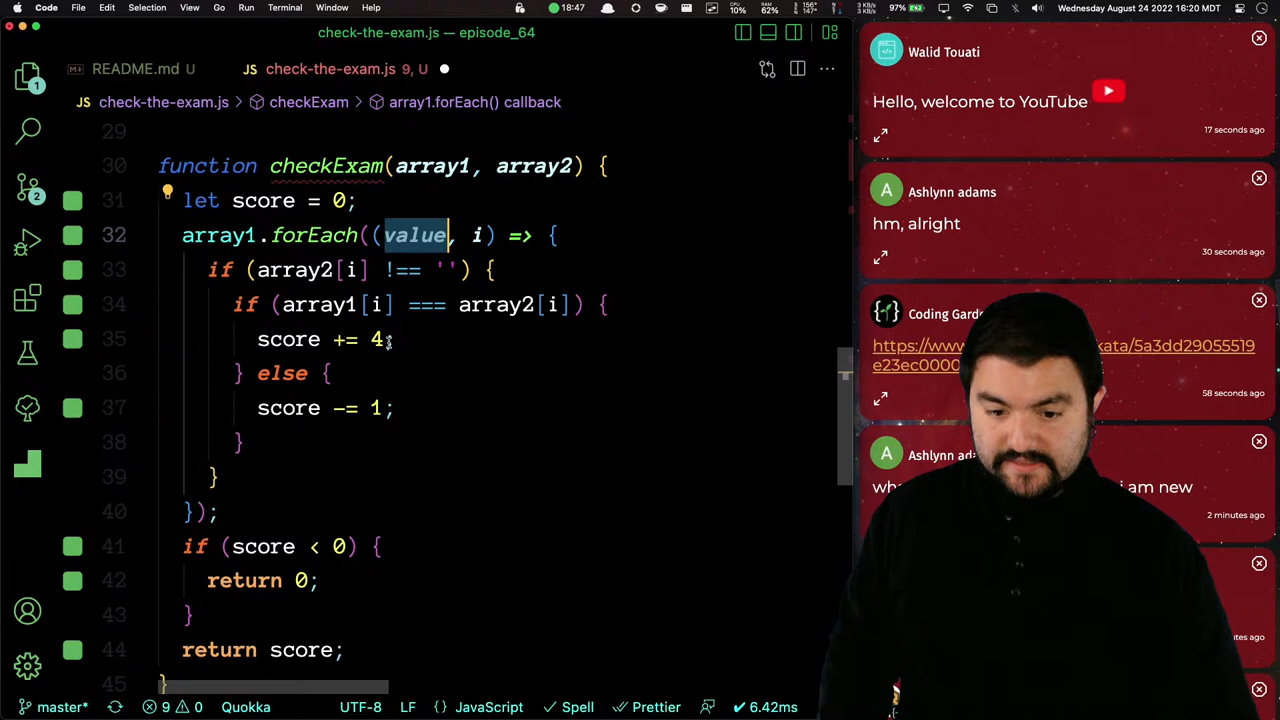 Code File Edit Selection View Go Run Terminal Window Help
18:47
Wednesday August 24 2022 16:20 MDT
check-the-exam.js — episode_64
README.md U
JS check-the-exam.js 9, U
JS check-the-exam.js > checkExam > array1.forEach() callback
29
30 function checkExam(array1, array2) {
31 let score = 0;
32 array1.forEach((value, i) => {
33 if (array2[i] !== '') {
34 if (array1[i] === array2[i]) {
35 score += 4;
36 } else {
37 score -= 1;
38 }
39 }
40 });
41 if (score < 0) {
42 return 0;
43 }
44 return score;
45 }
master* 9 0 Quokka UTF-8 LF {} JavaScript Spell Prettier 6.42ms
Walid Touati
Hello, welcome to YouTube
17 seconds ago
A Ashlynn adams
hm, alright
30 seconds ago
Coding
kata/5a3dd29055519
e23ec0000
58 seconds ago
A Ashlynn
i am new
2 minutes ago